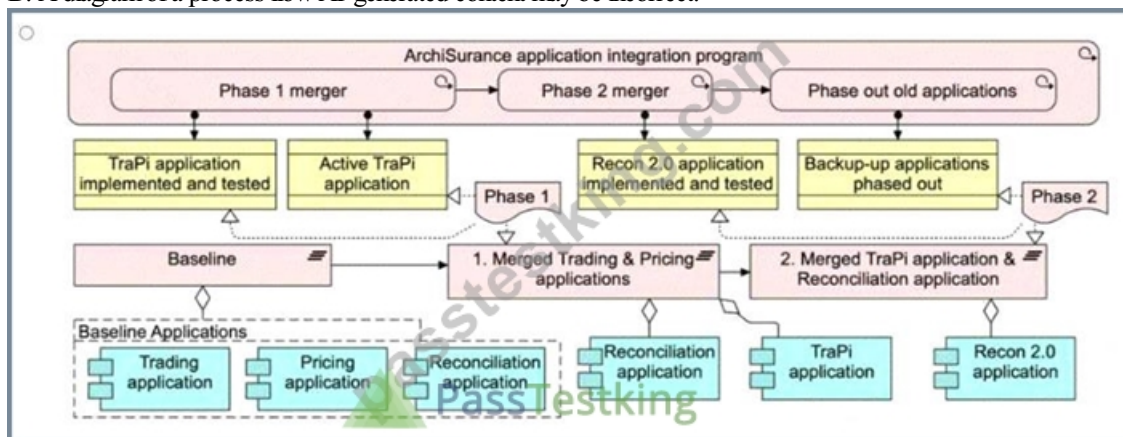 ArchiSurance application integration program
Phase 1 merger
Phase 2 merger
Phase out old applications
TraPi application
implemented and tested
Active TraPi
application
Recon 2.0 application
implemented and tested
Backup-up applications
phased out
Phase 1
Phase 2
Baseline
1. Merged Trading & Pricing
applications
2. Merged TraPi application &
Reconciliation application
Baseline Applications
Trading
application
Pricing
application
Reconciliation
application
Reconciliation
application
TraPi
application
Recon 2.0
application
passtestking.com
PassTestking